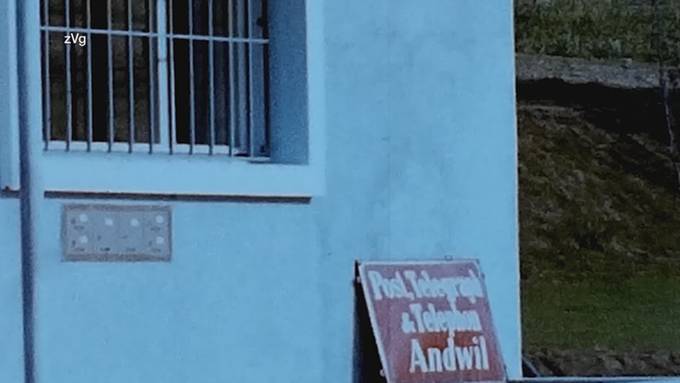 zVg
Post, Telegraph
& Telephon
Andwil